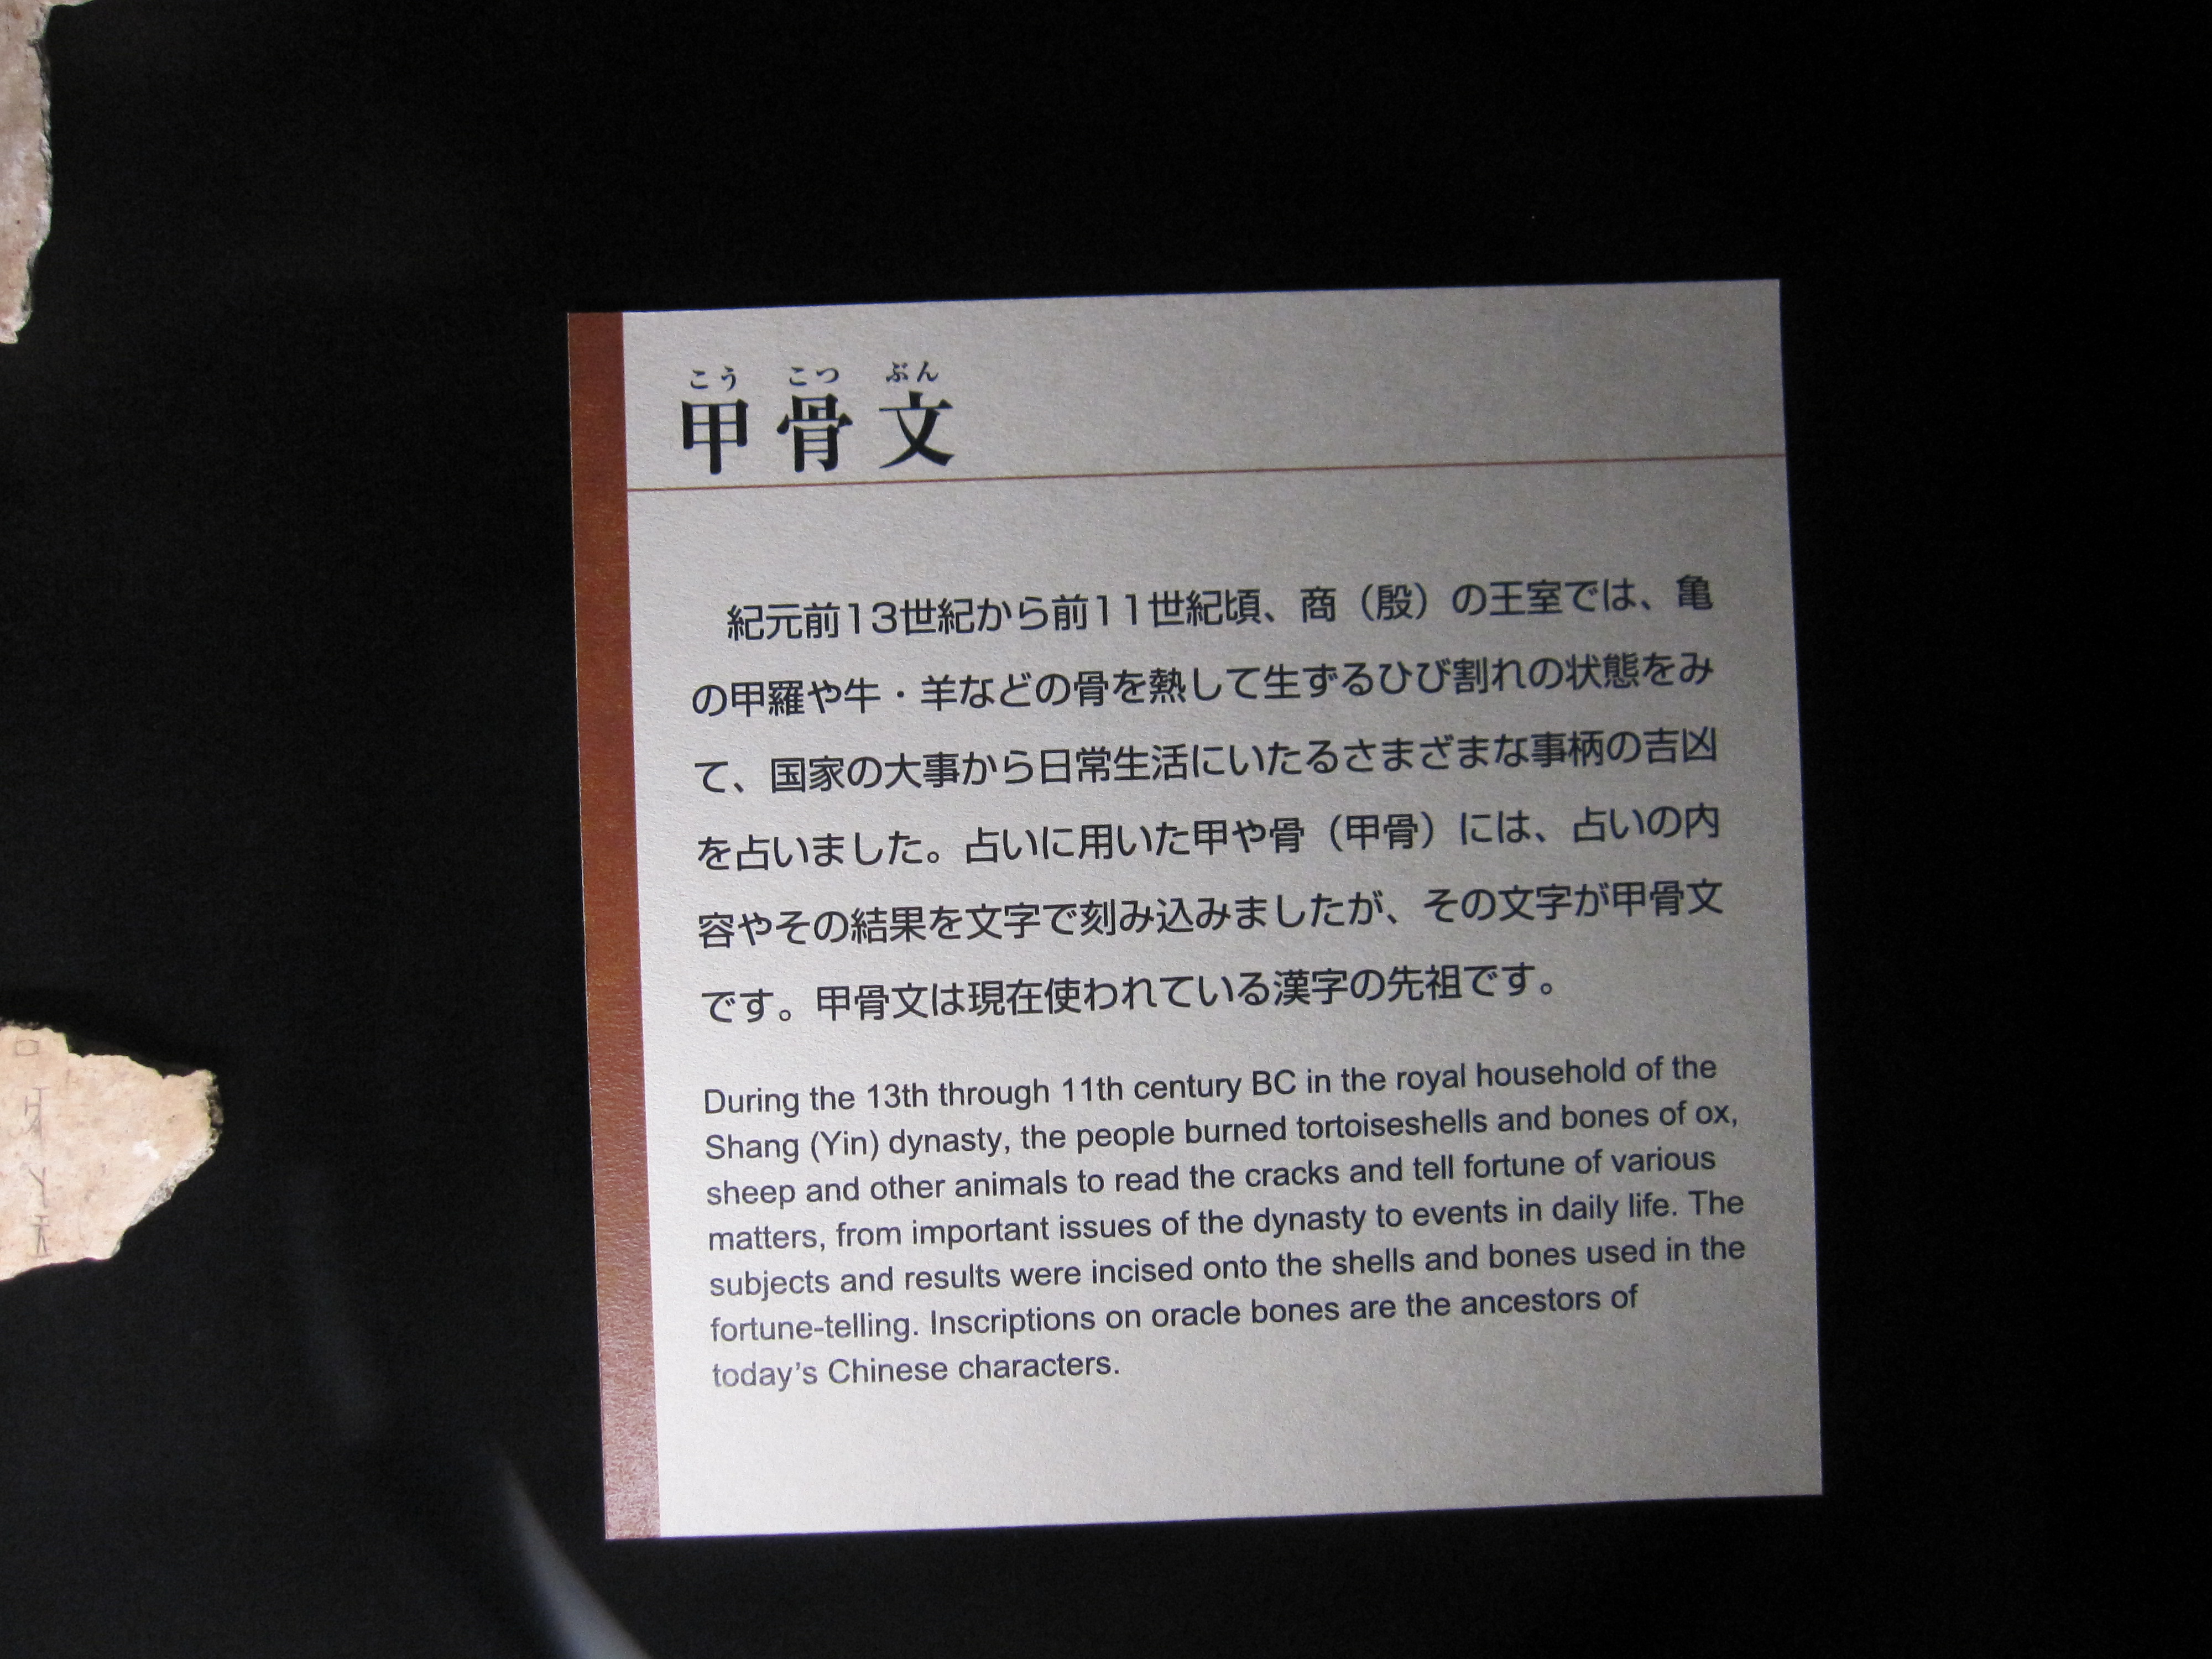 こう こつ ぶん
甲骨文
紀元前13世紀から前11世紀頃、商（殷）の王室では、亀
の甲羅や牛・羊などの骨を熱して生ずるひび割れの状態をみ
て、国家の大事から日常生活にいたるさまざまな事柄の吉凶
を占いました。占いに用いた甲や骨（甲骨）には、占いの内
容やその結果を文字で刻み込みましたが、その文字が甲骨文
です。甲骨文は現在使われている漢字の先祖です。
During the 13th through 11th century BC in the royal household of the
Shang (Yin) dynasty, the people burned tortoiseshells and bones of ox,
sheep and other animals to read the cracks and tell fortune of various
matters, from important issues of the dynasty to events in daily life. The
subjects and results were incised onto the shells and bones used in the
fortune-telling. Inscriptions on oracle bones are the ancestors of
today’s Chinese characters.